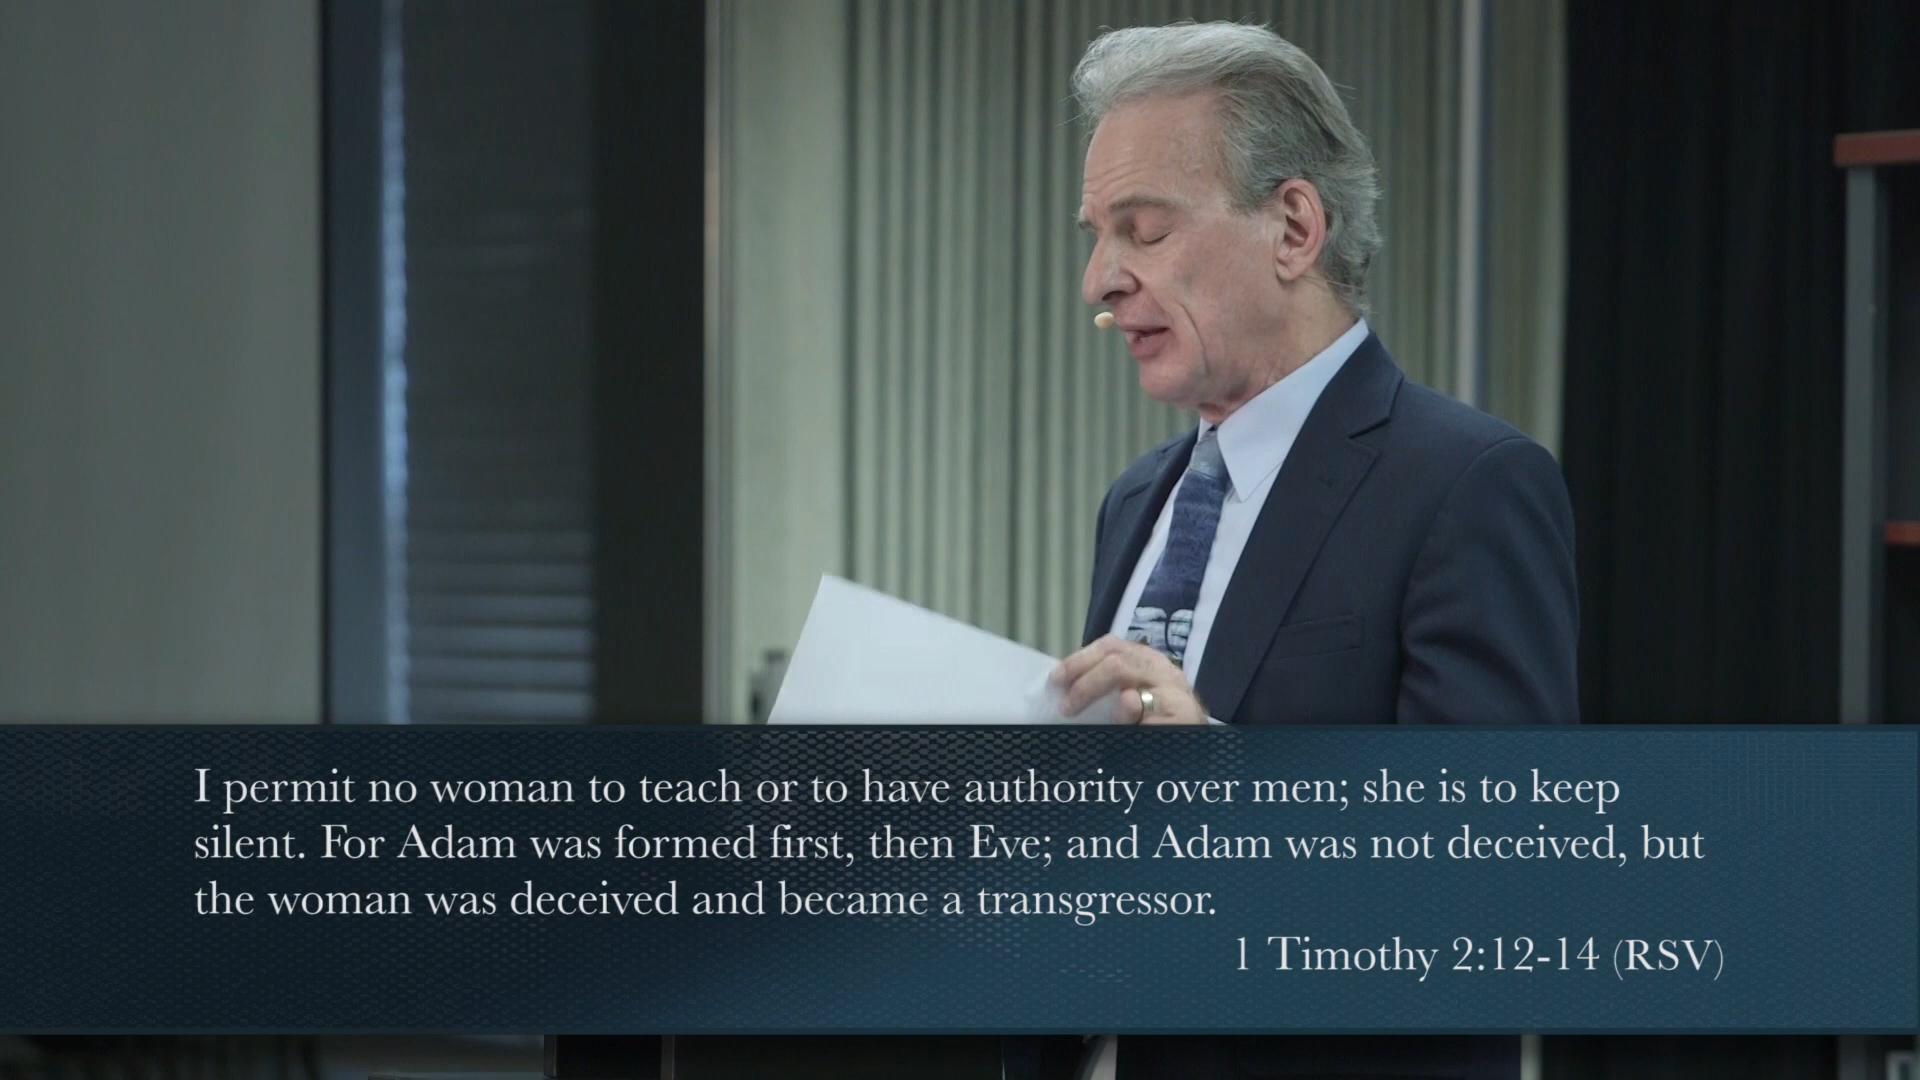 I permit no woman to teach or to have authority over men; she is to keep
silent. For Adam was formed first, then Eve; and Adam was not deceived, but
the woman was deceived and became a transgressor.
1 Timothy 2:12-14 (RSV)